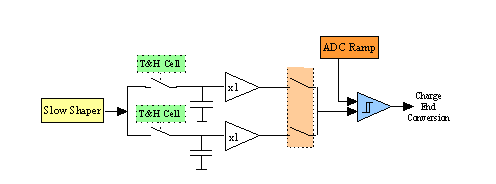 ADC Ramp
T&H Cell
x1
Slow Shaper
T&H Cell
x1
Charge
End
Conversion